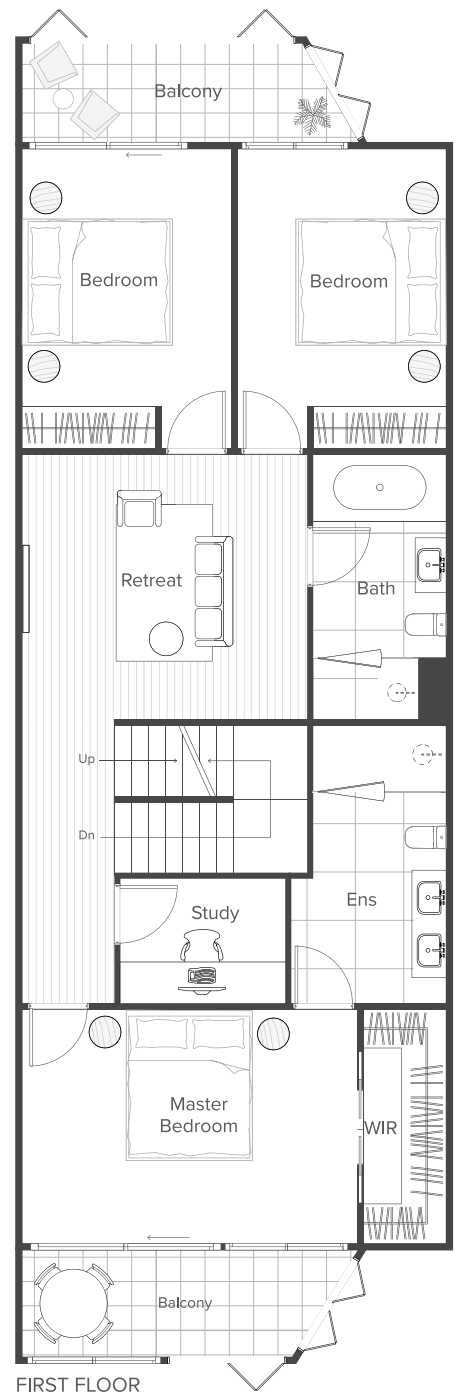 Balcony
Bedroom
Bedroom
Retreat
Bath
Up
Dn
Study
Ens
Master
Bedroom
WIR
Balcony
FIRST FLOOR